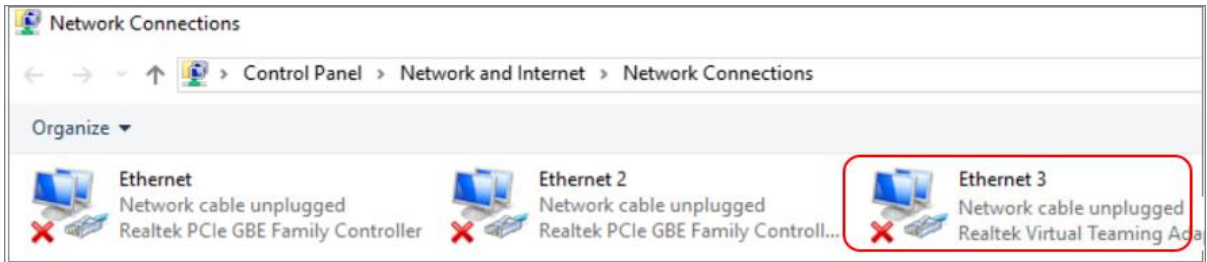 Network Connections
Control Panel > Network and Internet > Network Connections
Organize
Ethernet
Network cable unplugged
Realtek PCIe GBE Family Controller
Ethernet 2
Network cable unplugged
Realtek PCIe GBE Family Controll...
Ethernet 3
Network cable unplugged
Realtek Virtual Teaming Ada